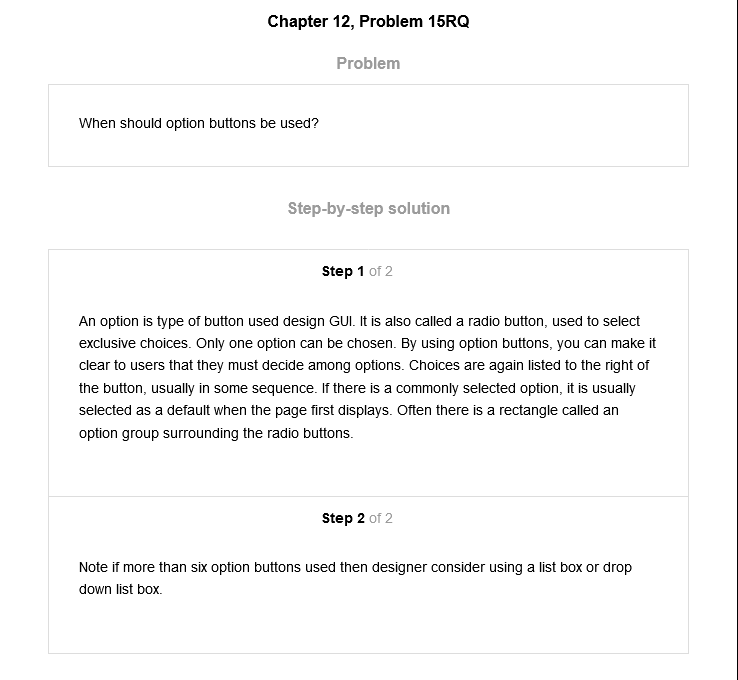 Chapter 12, Problem 15RQ
Problem
When should option buttons be used?
Step-by-step solution
Step 1 of 2
An option is type of button used design GUI. It is also called a radio button, used to select
exclusive choices. Only one option can be chosen. By using option buttons, you can make it
clear to users that they must decide among options. Choices are again listed to the right of
the button, usually in some sequence. If there is a commonly selected option, it is usually
selected as a default when the page first displays. Often there is a rectangle called an
option group surrounding the radio buttons.
Step 2 of 2
Note if more than six option buttons used then designer consider using a list box or drop
down list box.